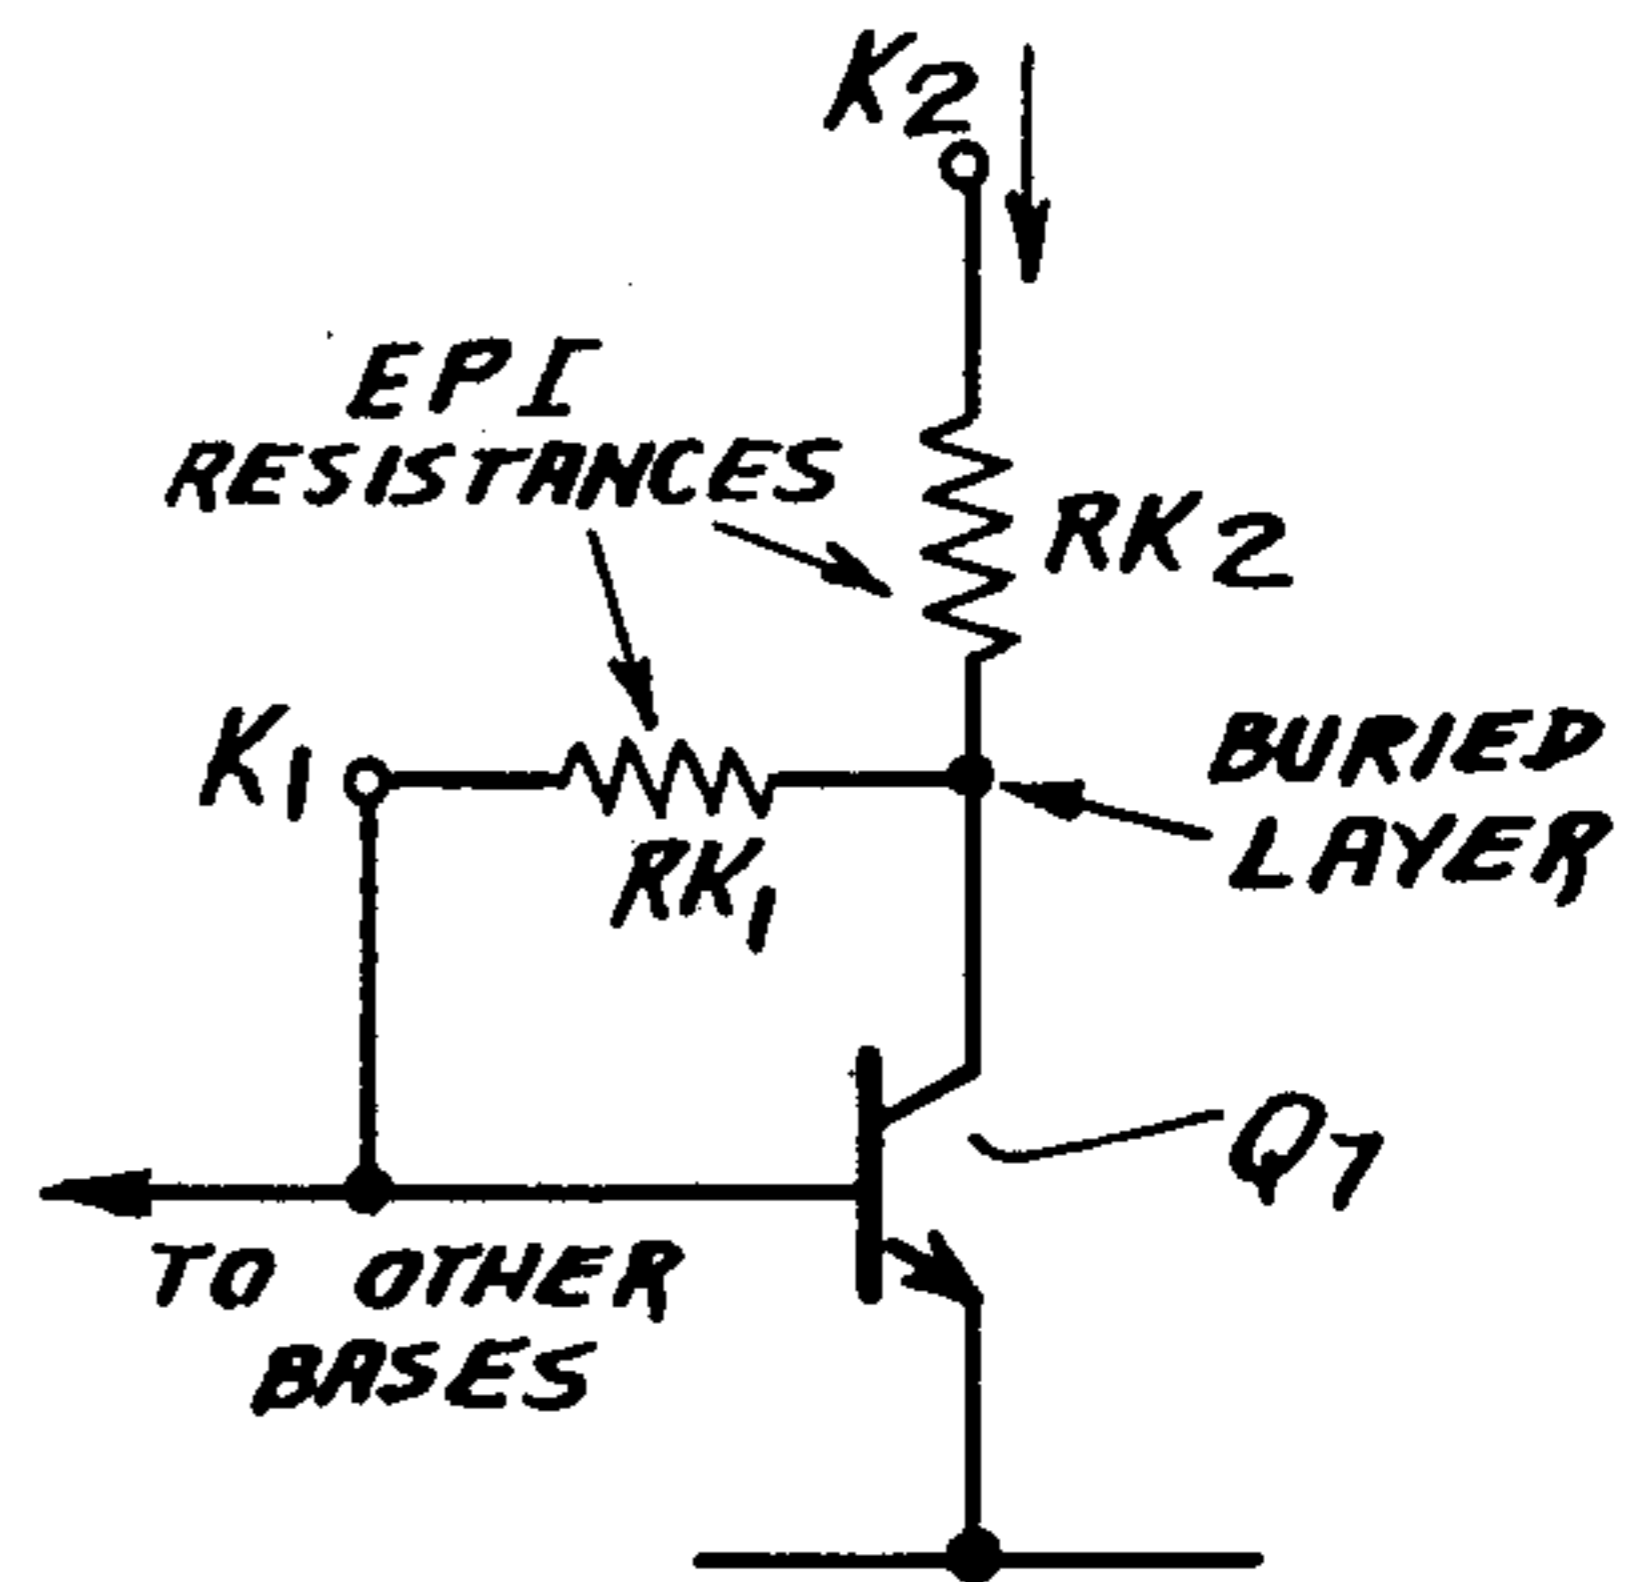 K2
EPI
RESISTANCES
RK2
K1
BURIED
LAYER
RK1
Q7
TO OTHER
BASES